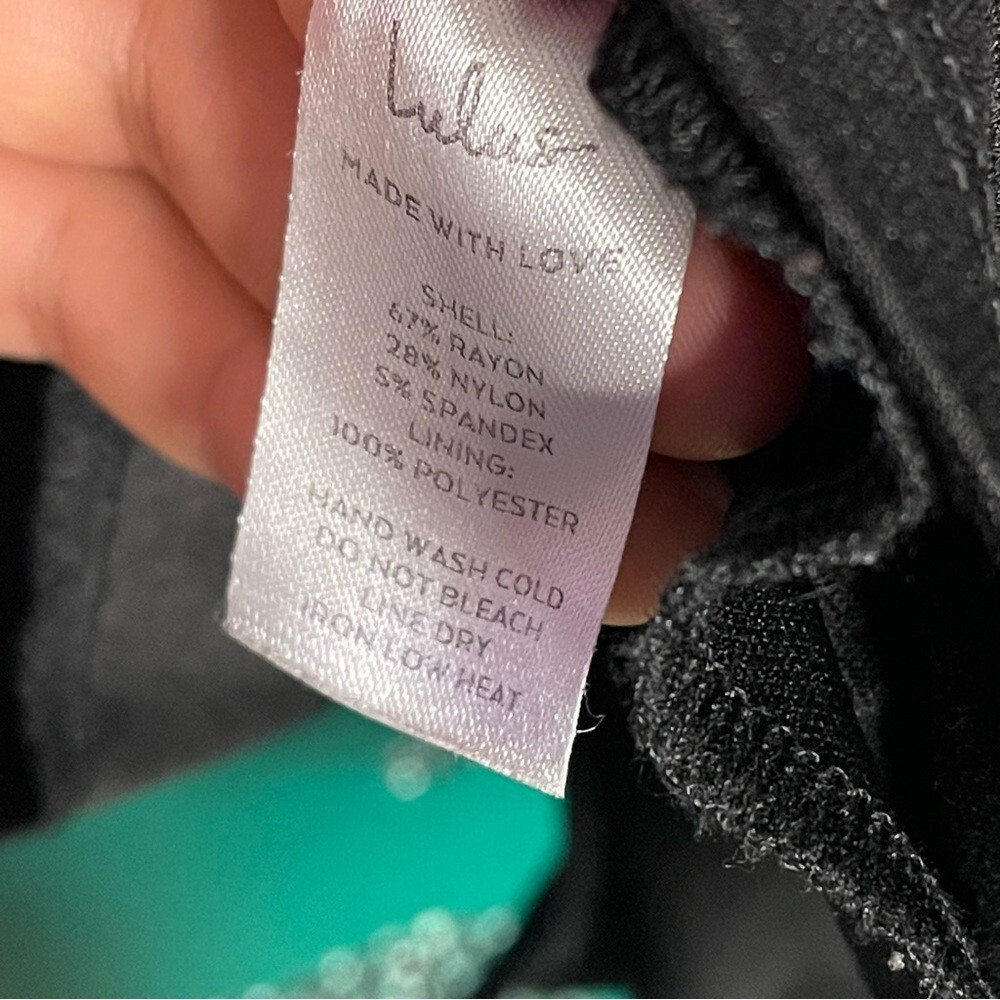 Lulus
MADE WITH LOVE
SHELL:
67% RAYON
28% NYLON
5% SPANDEX
LINING:
100% POLYESTER
HAND WASH COLD
DO NOT BLEACH
LINE DRY
IRON LOW HEAT